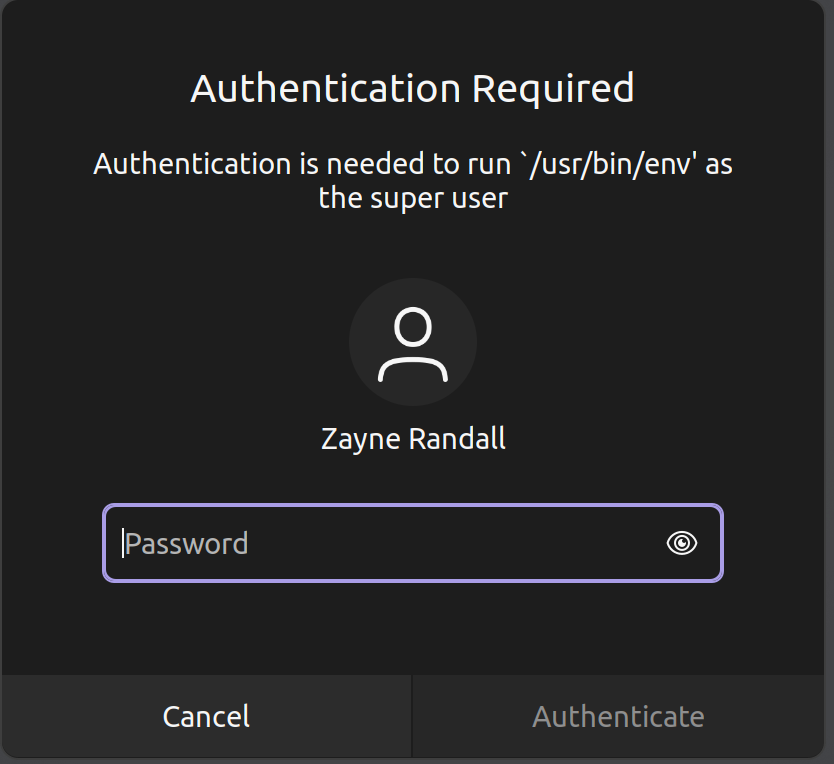 Authentication Required
Authentication is needed to run `/usr/bin/env' as
the super user
Zayne Randall
Password
Cancel
Authenticate